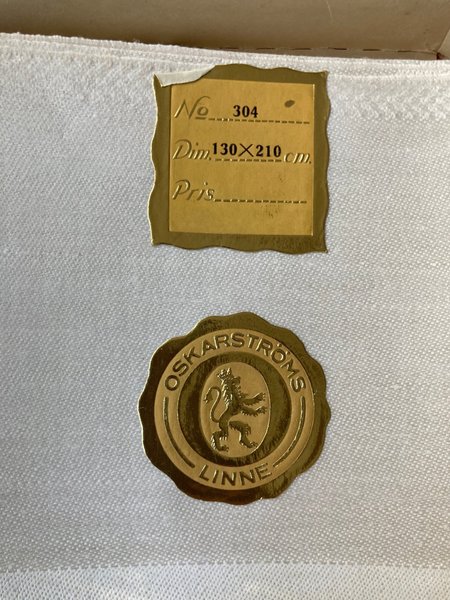 No 304
Dim. 130×210 cm.
Pris
OSKARSTRÖMS
LINNE